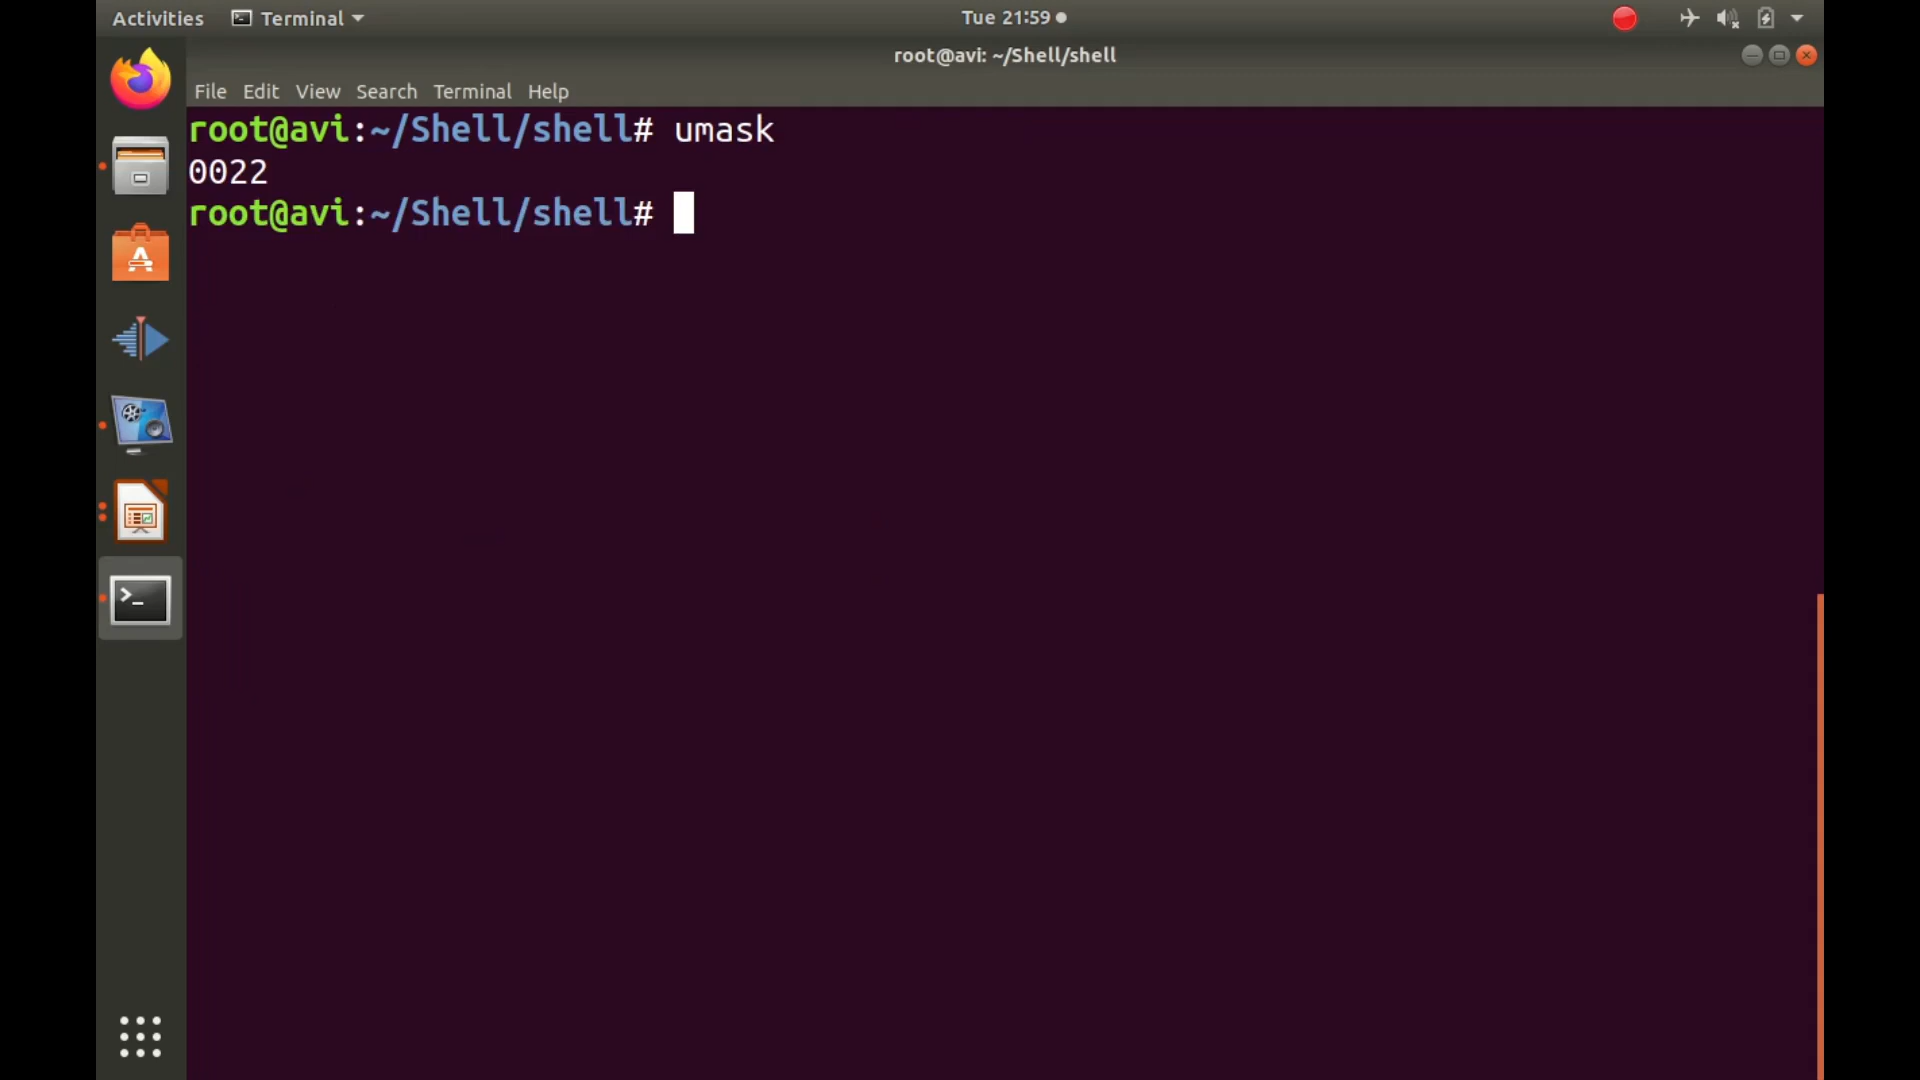 Activities Terminal Tue 21:59
root@avi: ~/Shell/shell
File Edit View Search Terminal Help
root@avi:~/Shell/shell# umask
0022
root@avi:~/Shell/shell#